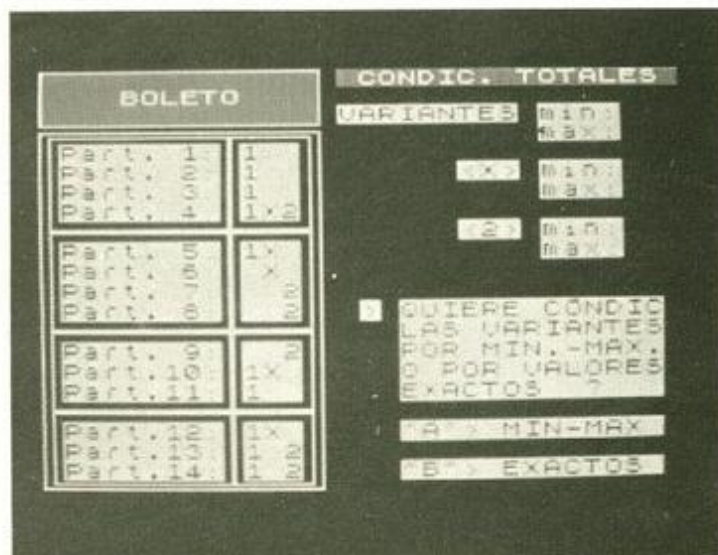 BOLETO
Part. 1: 1
Part. 2: 1
Part. 3: 1
Part. 4: 1X2
Part. 5: 1X
Part. 6: X
Part. 7: 2
Part. 8: 2
Part. 9: 2
Part.10: 1X
Part.11: 1
Part.12: 1X
Part.13: 1 2
Part.14: 1 2
CONDIC. TOTALES
VARIANTES min:
max:
<X> min:
max:
<2> min:
max:
> QUIERE CONDIC
LAS VARIANTES
POR MIN.-MAX.
O POR VALORES
EXACTOS ?
"A"> MIN-MAX
"B"> EXACTOS